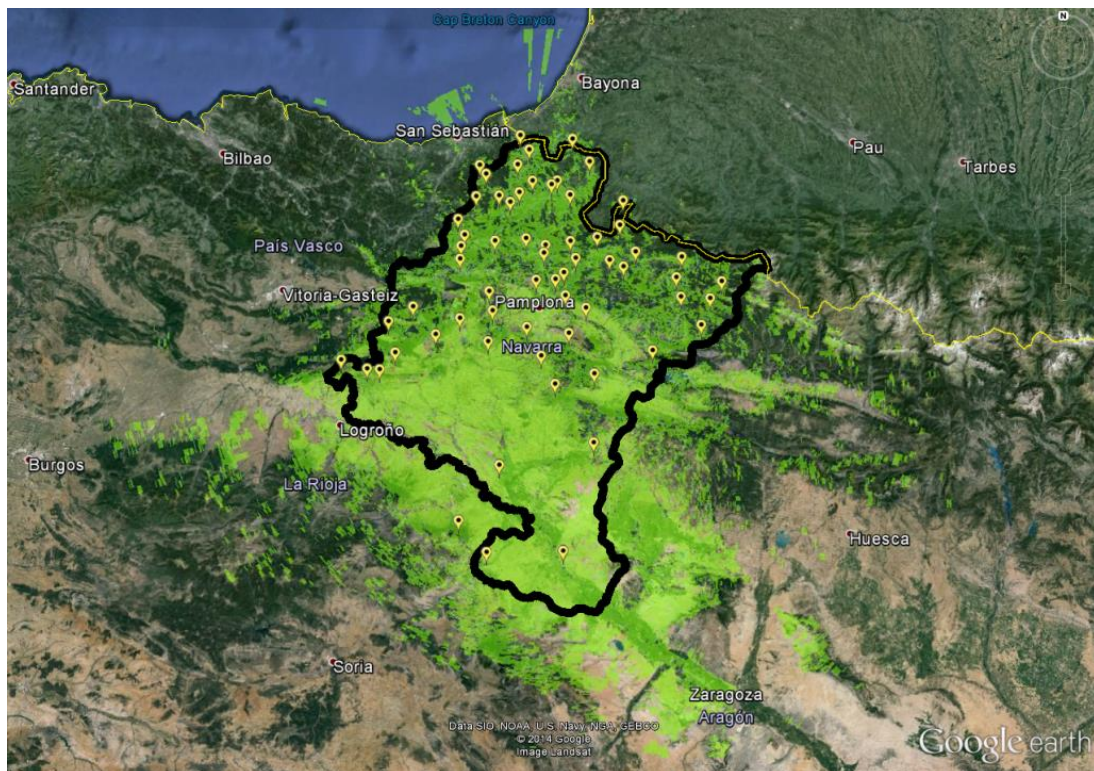 Cap Breton Canyon
N
Santander
Bayona
San Sebastián
Bilbao
Pau
Tarbes
País Vasco
Vitoria-Gasteiz
Pamplona
Navarra
Logroño
Burgos
La Rioja
Huesca
Soria
Zaragoza
Aragón
Data SIO, NOAA, U.S. Navy, NGA, GEBCO
© 2014 Google
Image Landsat
Google earth